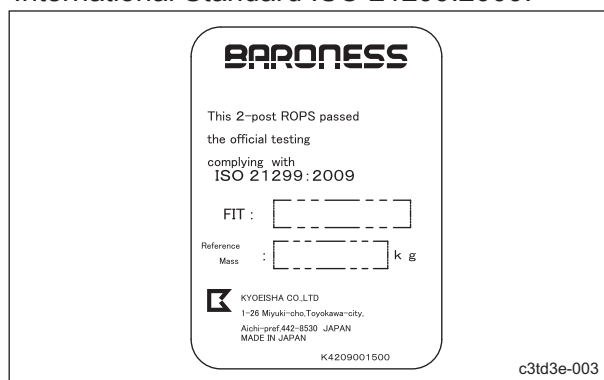 International Standard ISO 21299:2009.
BARONESS
This 2-post ROPS passed
the official testing
complying with
ISO 21299:2009
FIT :
Reference
Mass : k g
KYOEISHA CO.,LTD
1-26 Miyuki-cho,Toyokawa-city,
Aichi-pref,442-8530 JAPAN
MADE IN JAPAN
K4209001500
c3td3e-003